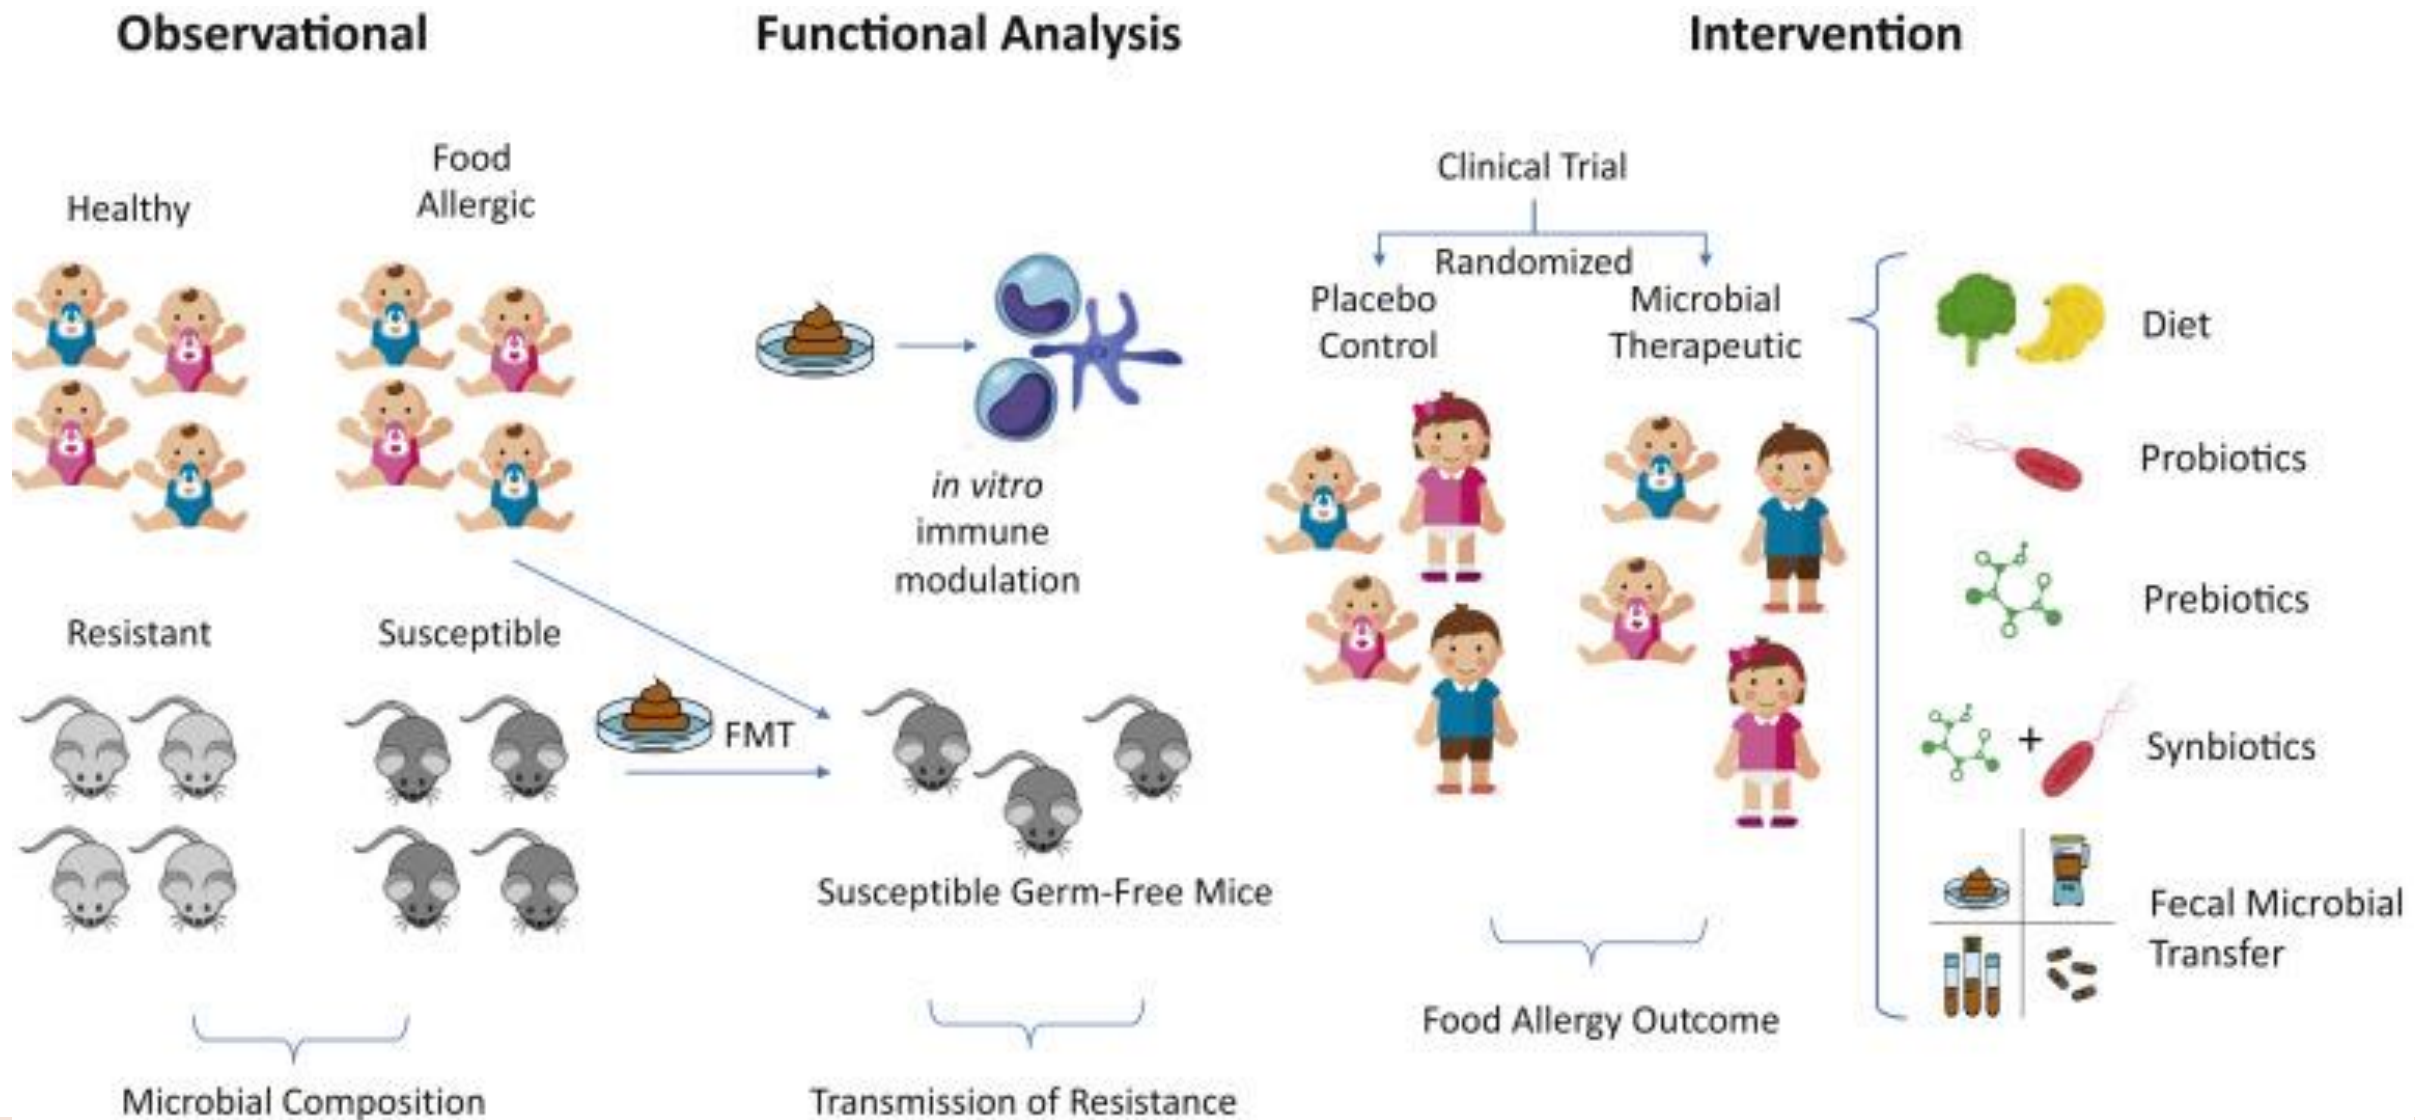 Observational
Functional Analysis
Intervention
Healthy
Food
Allergic
Resistant
Susceptible
Microbial Composition
in vitro
immune
modulation
FMT
Susceptible Germ-Free Mice
Transmission of Resistance
Clinical Trial
Randomized
Placebo
Control
Microbial
Therapeutic
Food Allergy Outcome
Diet
Probiotics
Prebiotics
+
Synbiotics
Fecal Microbial
Transfer